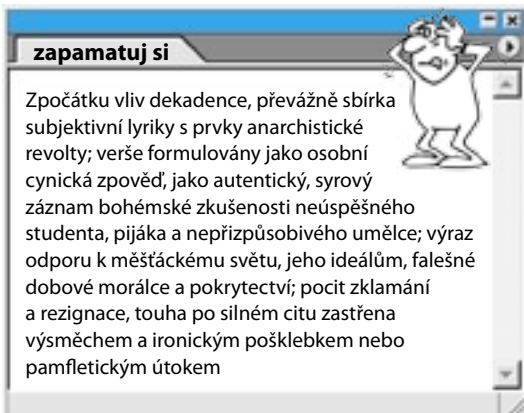 zapamatuj si
Zpočátku vliv dekadence, převážně sbírka
subjektivní lyriky s prvky anarchistické
revolty; verše formulovány jako osobní
cynická zpověď, jako autentický, syrový
záznam bohémské zkušenosti neúspěšného
studenta, pijáka a nepřizpůsobivého umělce; výraz
odporu k měšťáckému světu, jeho ideálům, falešné
dobové morálce a pokrytectví; pocit zklamání
a rezignace, touha po silném citu zastřena
výsměchem a ironickým pošklebkem nebo
pamfletickým útokem